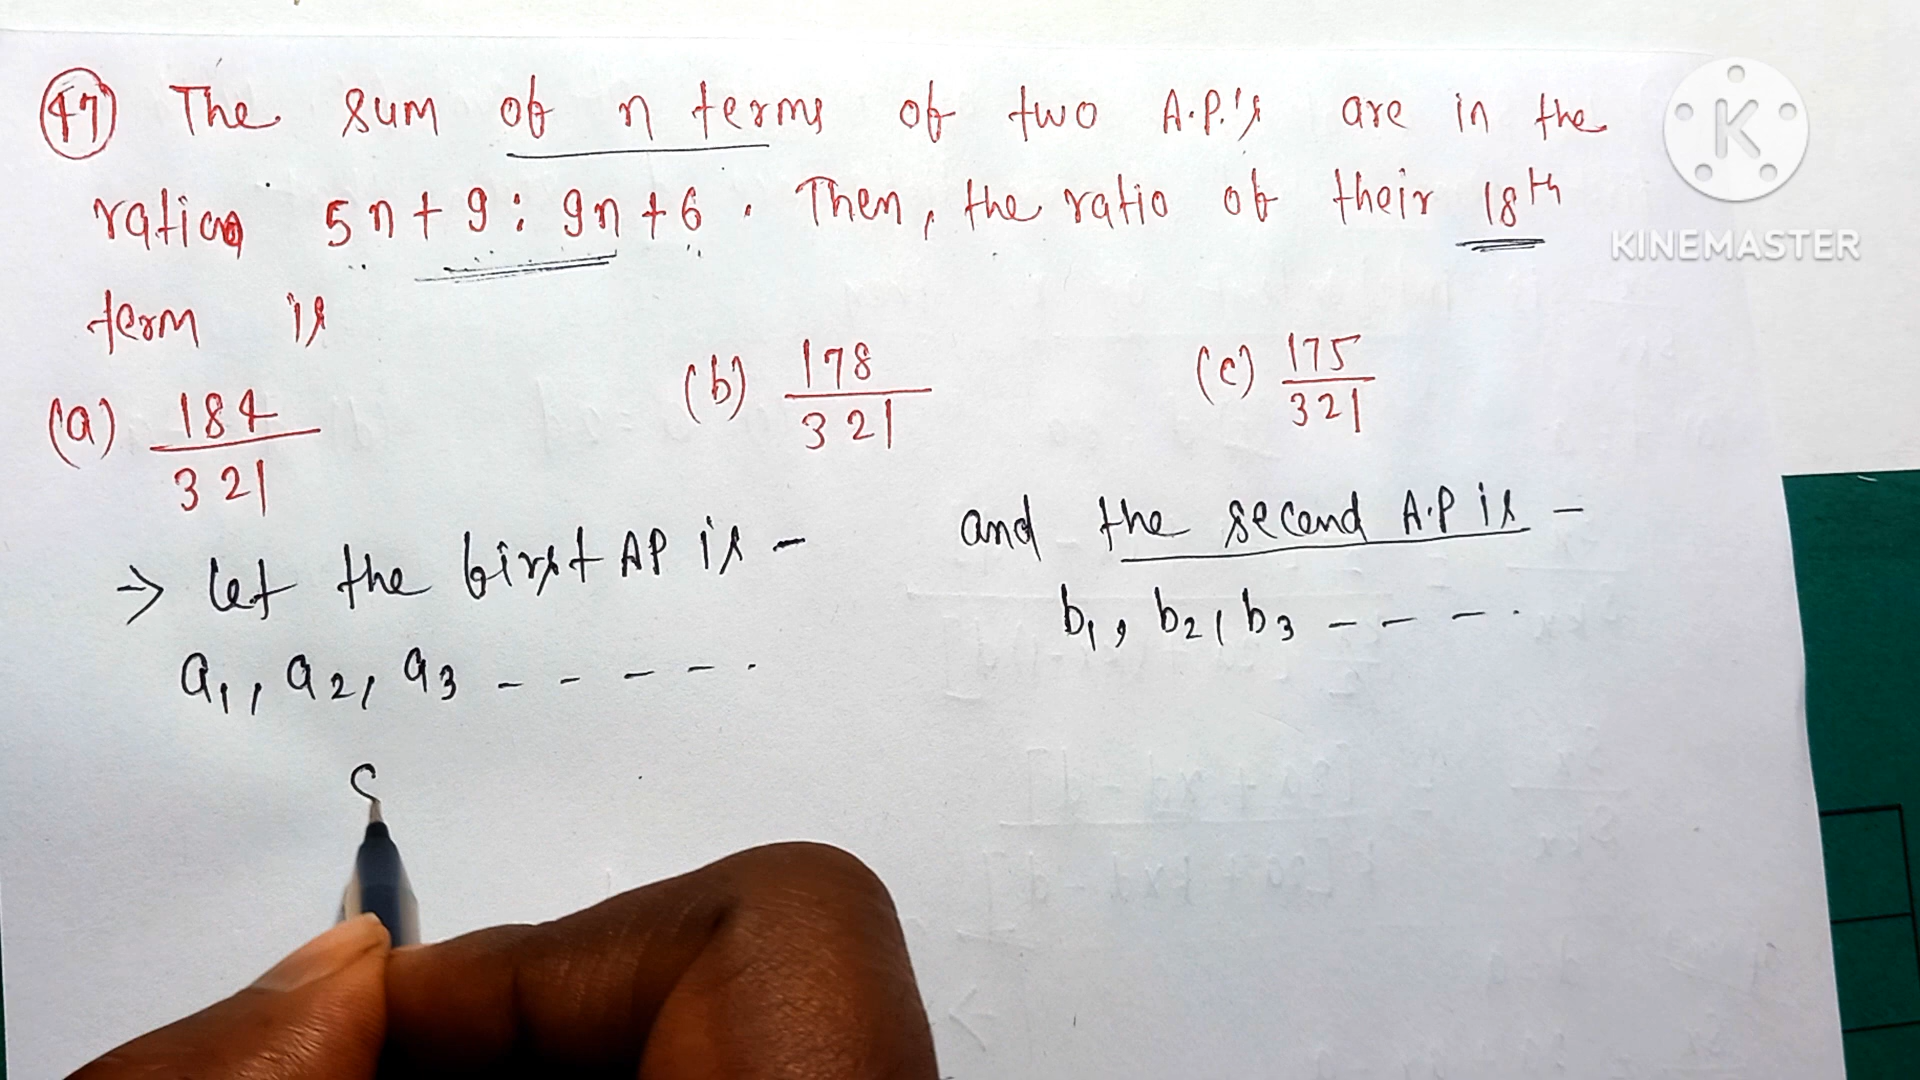 47 The sum of n terms of two A.P.'s are in the
ratio 5n+9 : 9n+6 . Then, the ratio of their 18th
term is
(a) 184/321 (b) 178/321 (c) 175/321
→ Let the first AP is -
a1, a2, a3 - - - - - .
and the second A.P is -
b1, b2, b3 - - - .
S
K
KINEMASTER